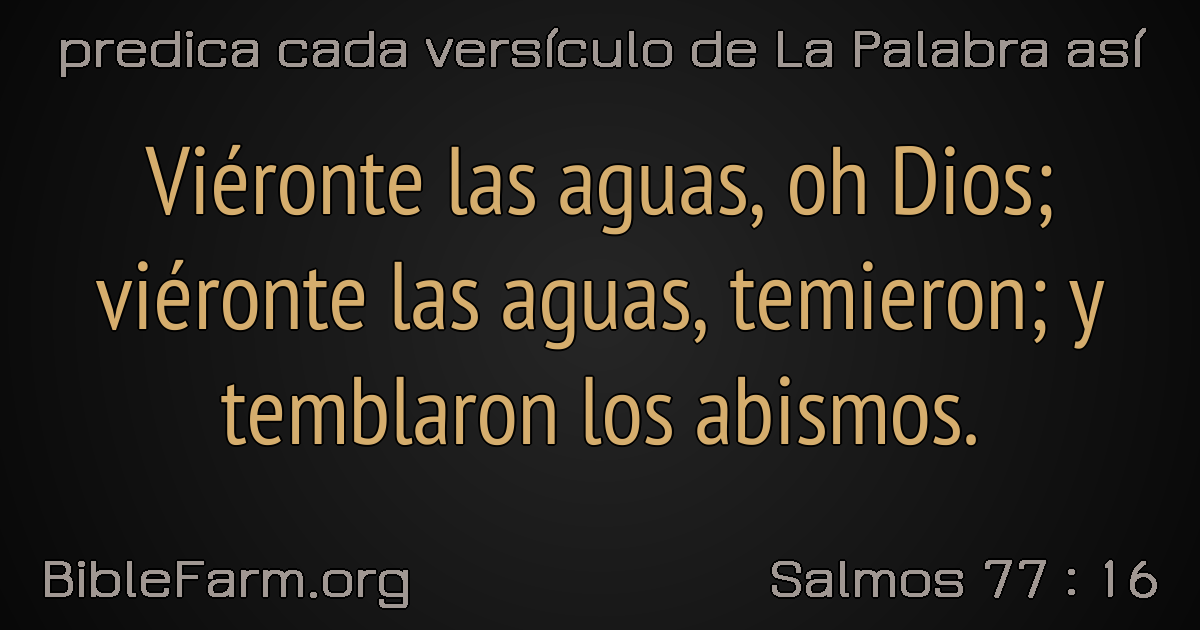 predica cada versículo de La Palabra así
Viéronte las aguas, oh Dios;
viéronte las aguas, temieron; y
temblaron los abismos.
BibleFarm.org
Salmos 77 : 16